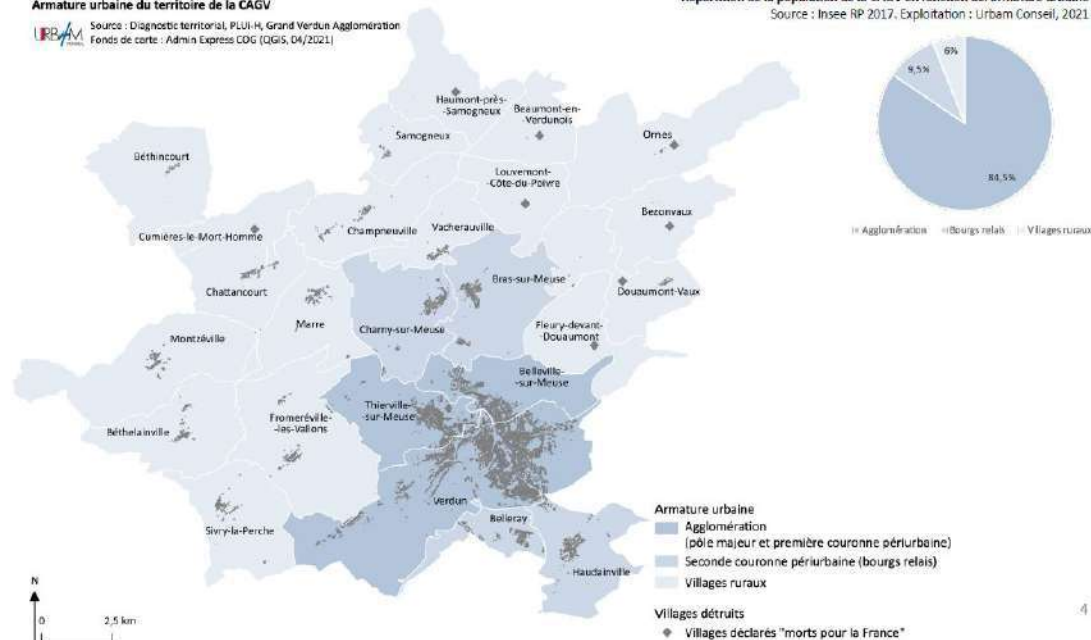 Armature urbaine du territoire de la CAGV
URBAM
Source : Diagnostic territorial, PLUi-H, Grand Verdun Agglomération
Fonds de carte : Admin Express COG (QGIS, 04/2021)
Source : Insee RP 2017. Exploitation : Urbam Conseil, 2021
6%
9,5%
84,5%
Agglomération
Bourgs relais
Villages ruraux
Haumont-près-
-Samogneux
Beaumont-en-
-Verdunois
Samogneux
Ornes
Béthincourt
Louvemont-
-Côte-du-Poivre
Bezonvaux
Cumières-le-Mort-Homme
Champneuville
Vacherauville
Chattancourt
Bras-sur-Meuse
Douaumont-Vaux
Marre
Charny-sur-Meuse
Fleury-devant-
-Douaumont
Montzéville
Belleville-
-sur-Meuse
Thierville-
-sur-Meuse
Fromeréville-
-les-Vallons
Béthelainville
Verdun
Sivry-la-Perche
Belleray
Haudainville
Armature urbaine
Agglomération
(pôle majeur et première couronne périurbaine)
Seconde couronne périurbaine (bourgs relais)
Villages ruraux
Villages détruits
Villages déclarés "morts pour la France"
N
0
2,5 km
4